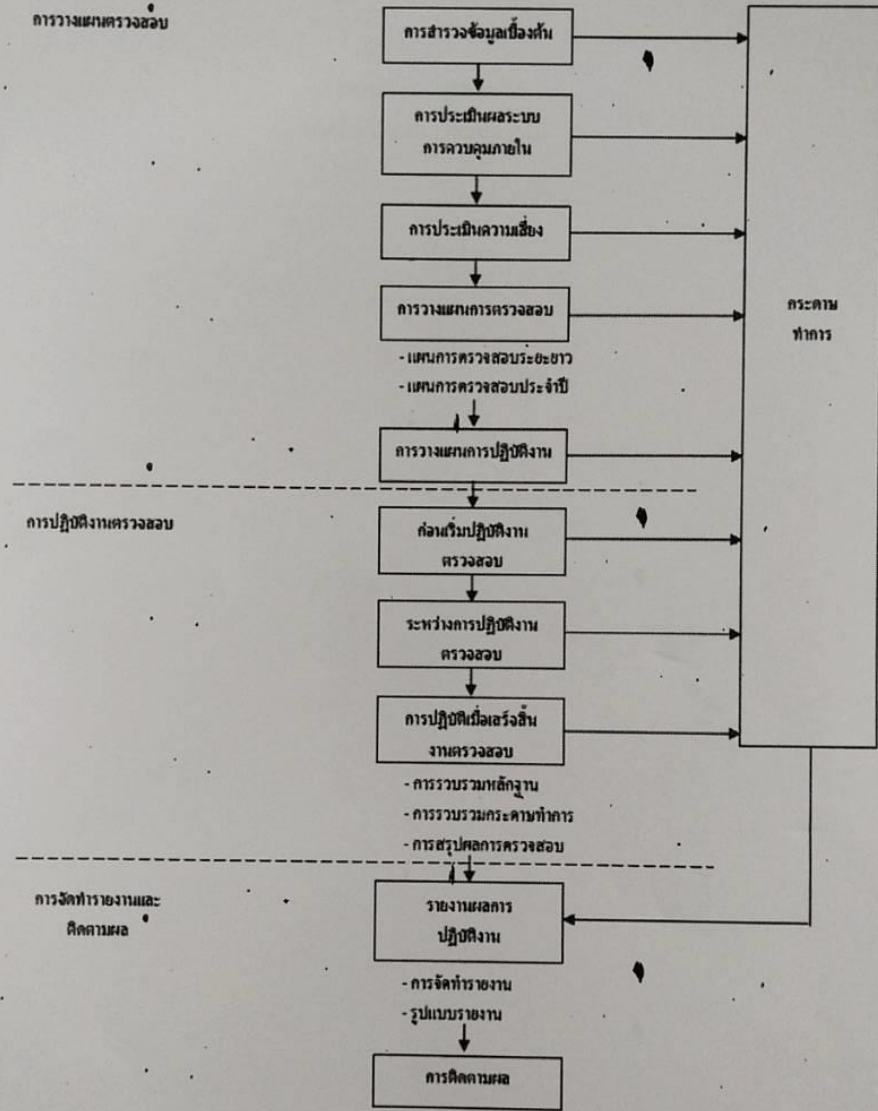 การวางแผนตรวจสอบ
การสำรวจข้อมูลเบื้องต้น
การประเมินผลระบบ
การควบคุมภายใน
การประเมินความเสี่ยง
การวางแผนการตรวจสอบ
- แผนการตรวจสอบระยะยาว
- แผนการตรวจสอบประจำปี
การวางแผนการปฏิบัติงาน
กระดาษ
ทำการ
การปฏิบัติงานตรวจสอบ
ก่อนเริ่มปฏิบัติงาน
ตรวจสอบ
ระหว่างการปฏิบัติงาน
ตรวจสอบ
การปฏิบัติเมื่อเสร็จสิ้น
งานตรวจสอบ
- การรวบรวมหลักฐาน
- การรวบรวมกระดาษทำการ
- การสรุปผลการตรวจสอบ
การจัดทำรายงานและ
ติดตามผล
รายงานผลการ
ปฏิบัติงาน
- การจัดทำรายงาน
- รูปแบบรายงาน
การติดตามผล